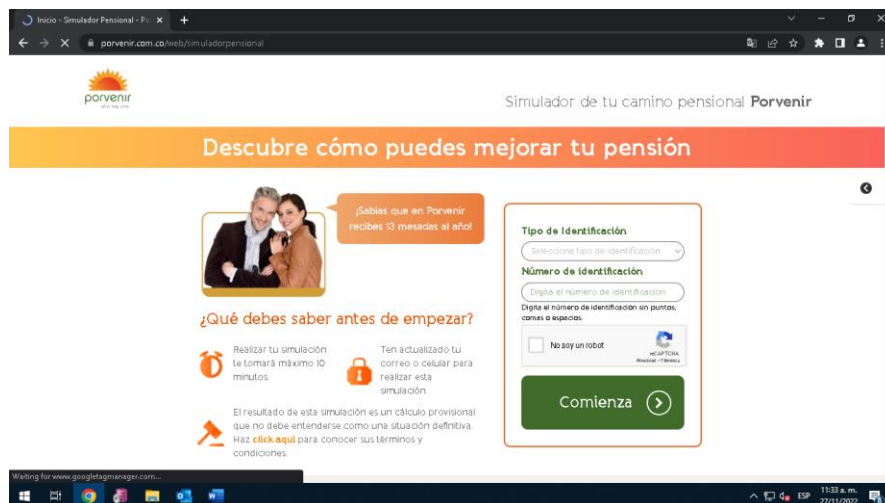 Inicio - Simulador Pensional - Po
porvenir.com.co/web/simuladorpensional
porvenir
Simulador de tu camino pensional Porvenir
Descubre cómo puedes mejorar tu pensión
¡Sabías que en Porvenir
recibes 13 mesadas al año!
Tipo de Identificación
Seleccione tipo de identificación
Número de identificación
Digita el número de identificación
Digita el número de identificación sin puntos,
comas o espacios.
No soy un robot
reCAPTCHA
Privacidad - Términos
Comienza
¿Qué debes saber antes de empezar?
Realizar tu simulación
te tomará máximo 10
minutos.
Ten actualizado tu
correo o celular para
realizar esta
simulación.
El resultado de esta simulación es un cálculo provisional
que no debe entenderse como una situación definitiva.
Haz click aquí para conocer sus términos y
condiciones.
Waiting for www.googletagmanager.com...
ESP
11:33 a. m.
27/11/2022